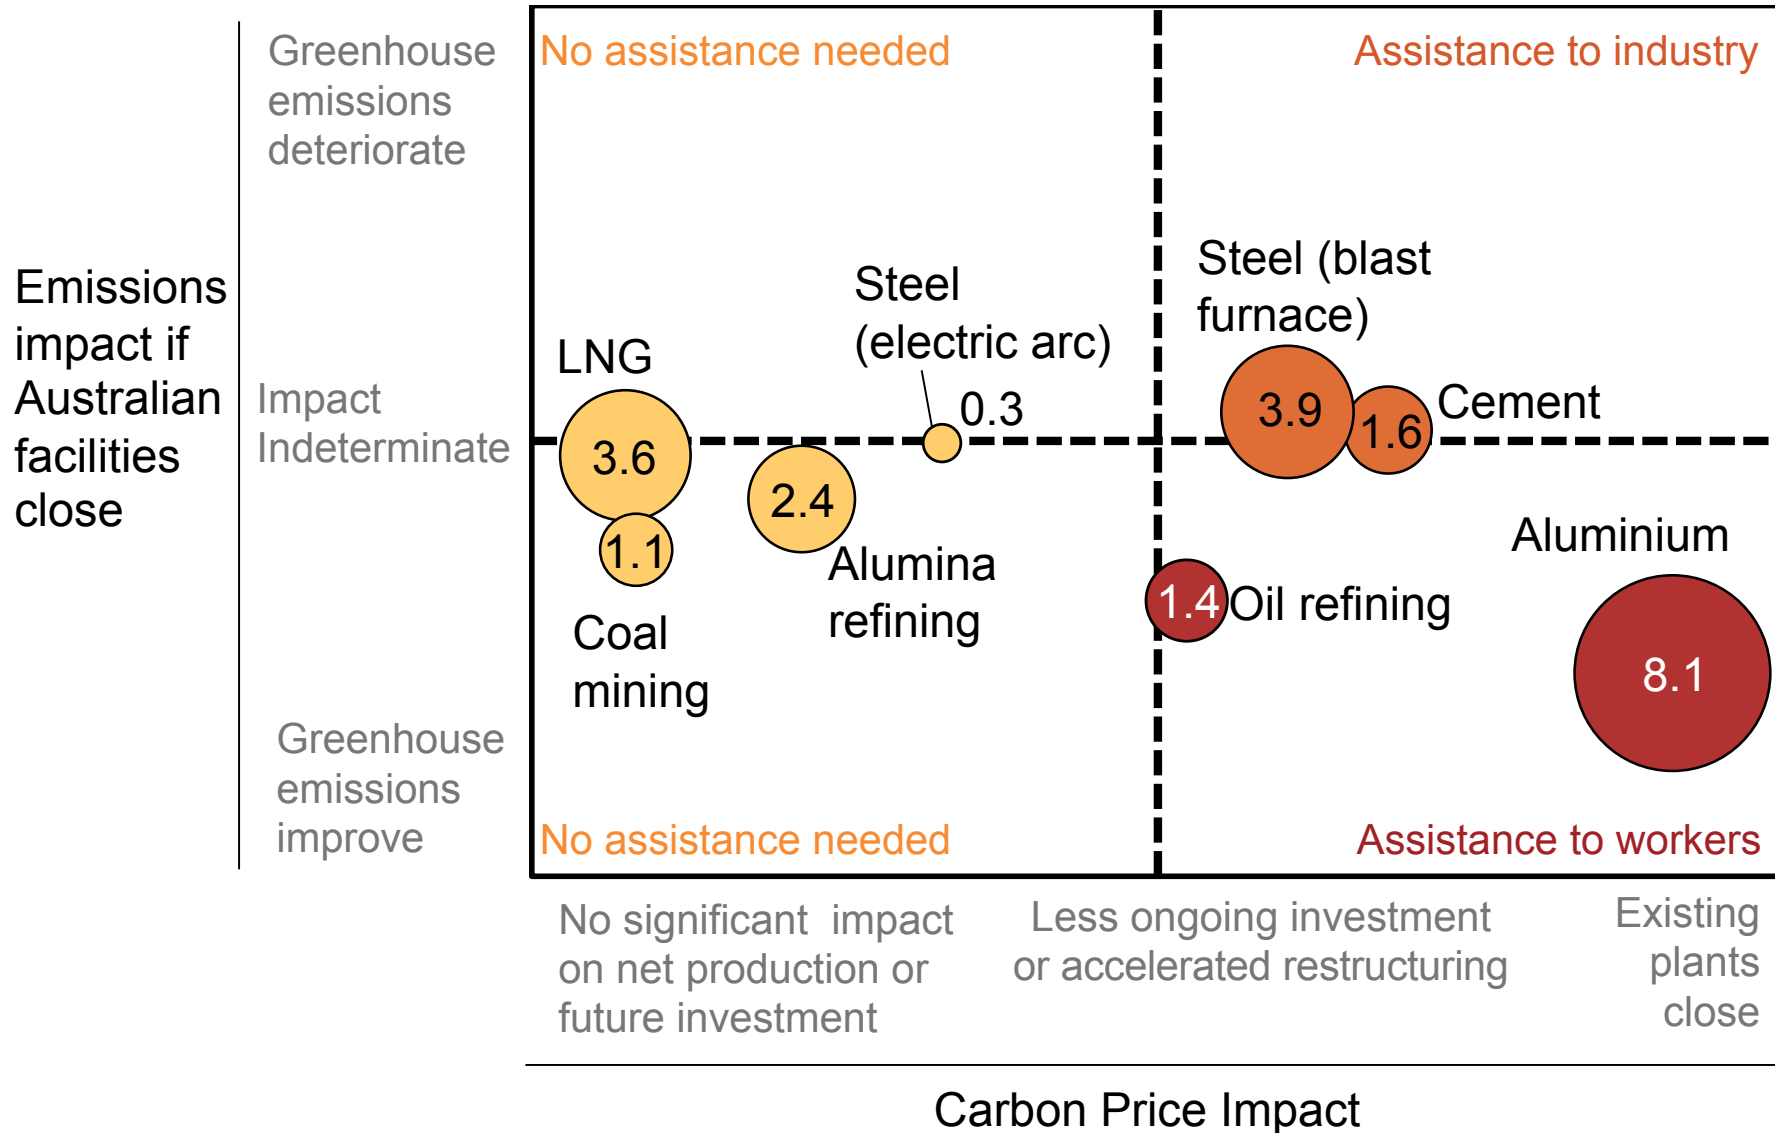 Greenhouse
emissions
deteriorate
No assistance needed
Assistance to industry
Emissions
impact if
Australian
facilities
close
Impact
Indeterminate
Greenhouse
emissions
improve
LNG
3.6
1.1
Coal
mining
2.4
Alumina
refining
Steel
(electric arc)
0.3
Steel (blast
furnace)
3.9
1.6
Cement
1.4
Oil refining
Aluminium
8.1
No assistance needed
Assistance to workers
No significant  impact
on net production or
future investment
Less ongoing investment
or accelerated restructuring
Existing
plants
close
Carbon Price Impact